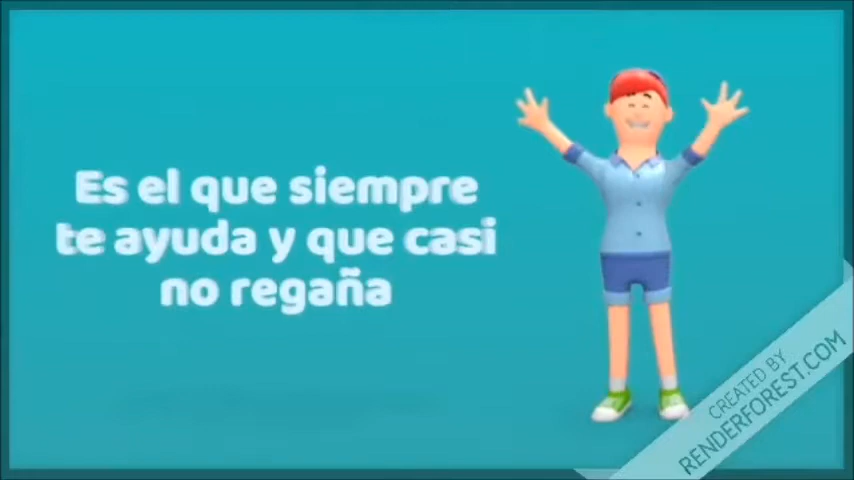 Es el que siempre
te ayuda y que casi
no regaña
CREATED BY
RENDERFOREST.COM